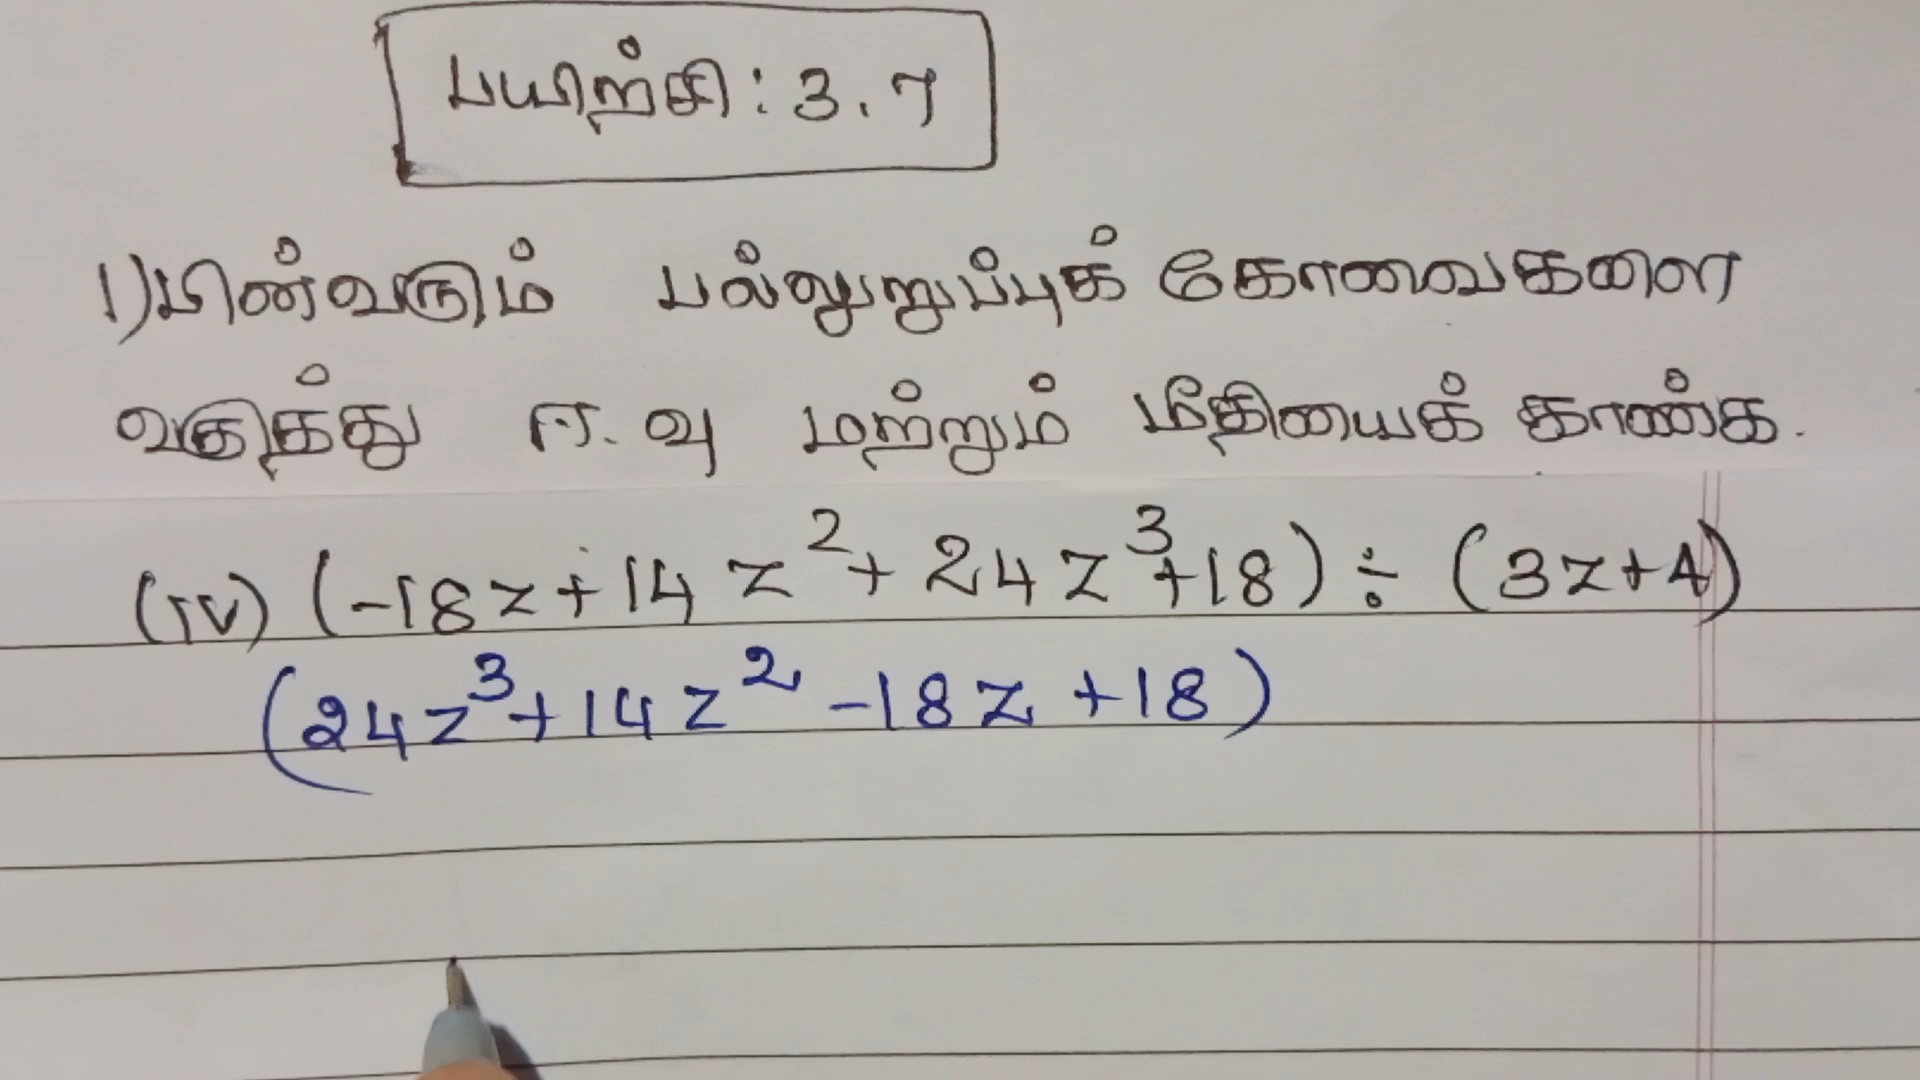 பயிற்சி: 3.7
1) பின்வரும் பல்லுறுப்புக் கோவைகளை
வகுத்து ஈ.வு மற்றும் மீதியைக் காண்க.
(iv) (-18z+14z²+24z³+18) ÷ (3z+4)
(24z³+14z²-18z+18)